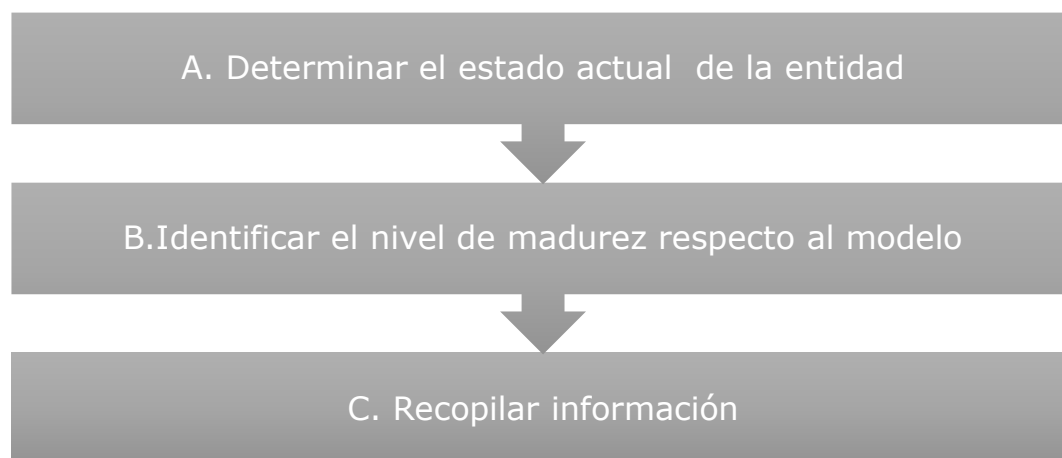 A. Determinar el estado actual  de la entidad
B.Identificar el nivel de madurez respecto al modelo
C. Recopilar información